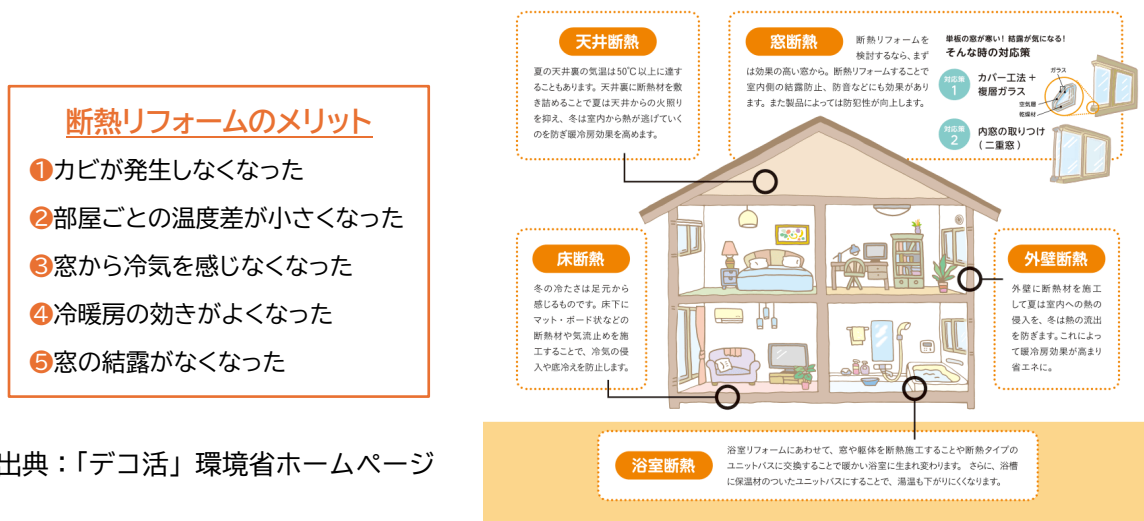 断熱リフォームのメリット
❶カビが発生しなくなった
❷部屋ごとの温度差が小さくなった
❸窓から冷気を感じなくなった
❹冷暖房の効きがよくなった
❺窓の結露がなくなった
出典：「デコ活」環境省ホームページ
天井断熱
夏の天井裏の気温は50℃以上に達す
ることもあります。天井裏に断熱材を敷
き詰めることで夏は天井からの火照り
を抑え、冬は室内から熱が逃げていく
のを防ぎ暖冷房効果を高めます。
窓断熱
断熱リフォームを
検討するなら、まず
は効果の高い窓から。断熱リフォームすることで
室内側の結露防止、防音などにも効果があり
ます。また製品によっては防犯性が向上します。
単板の窓が寒い！結露が気になる！
そんな時の対応策
対応策
1
カバー工法＋
複層ガラス
ガラス
空気層
乾燥材
対応策
2
内窓の取りつけ
(二重窓)
床断熱
冬の冷たさは足元から
感じるものです。床下に
マット・ボード状などの
断熱材や気流止めを施
工することで、冷気の侵
入や底冷えを防止します。
外壁断熱
外壁に断熱材を施工
して夏は室内への熱の
侵入を、冬は熱の流出
を防ぎます。これによっ
て暖冷房効果が高まり
省エネに。
浴室断熱
浴室リフォームにあわせて、窓や躯体を断熱施工することや断熱タイプの
ユニットバスに交換することで暖かい浴室に生まれ変わります。さらに、浴槽
に保温材のついたユニットバスにすることで、湯温も下がりにくくなります。